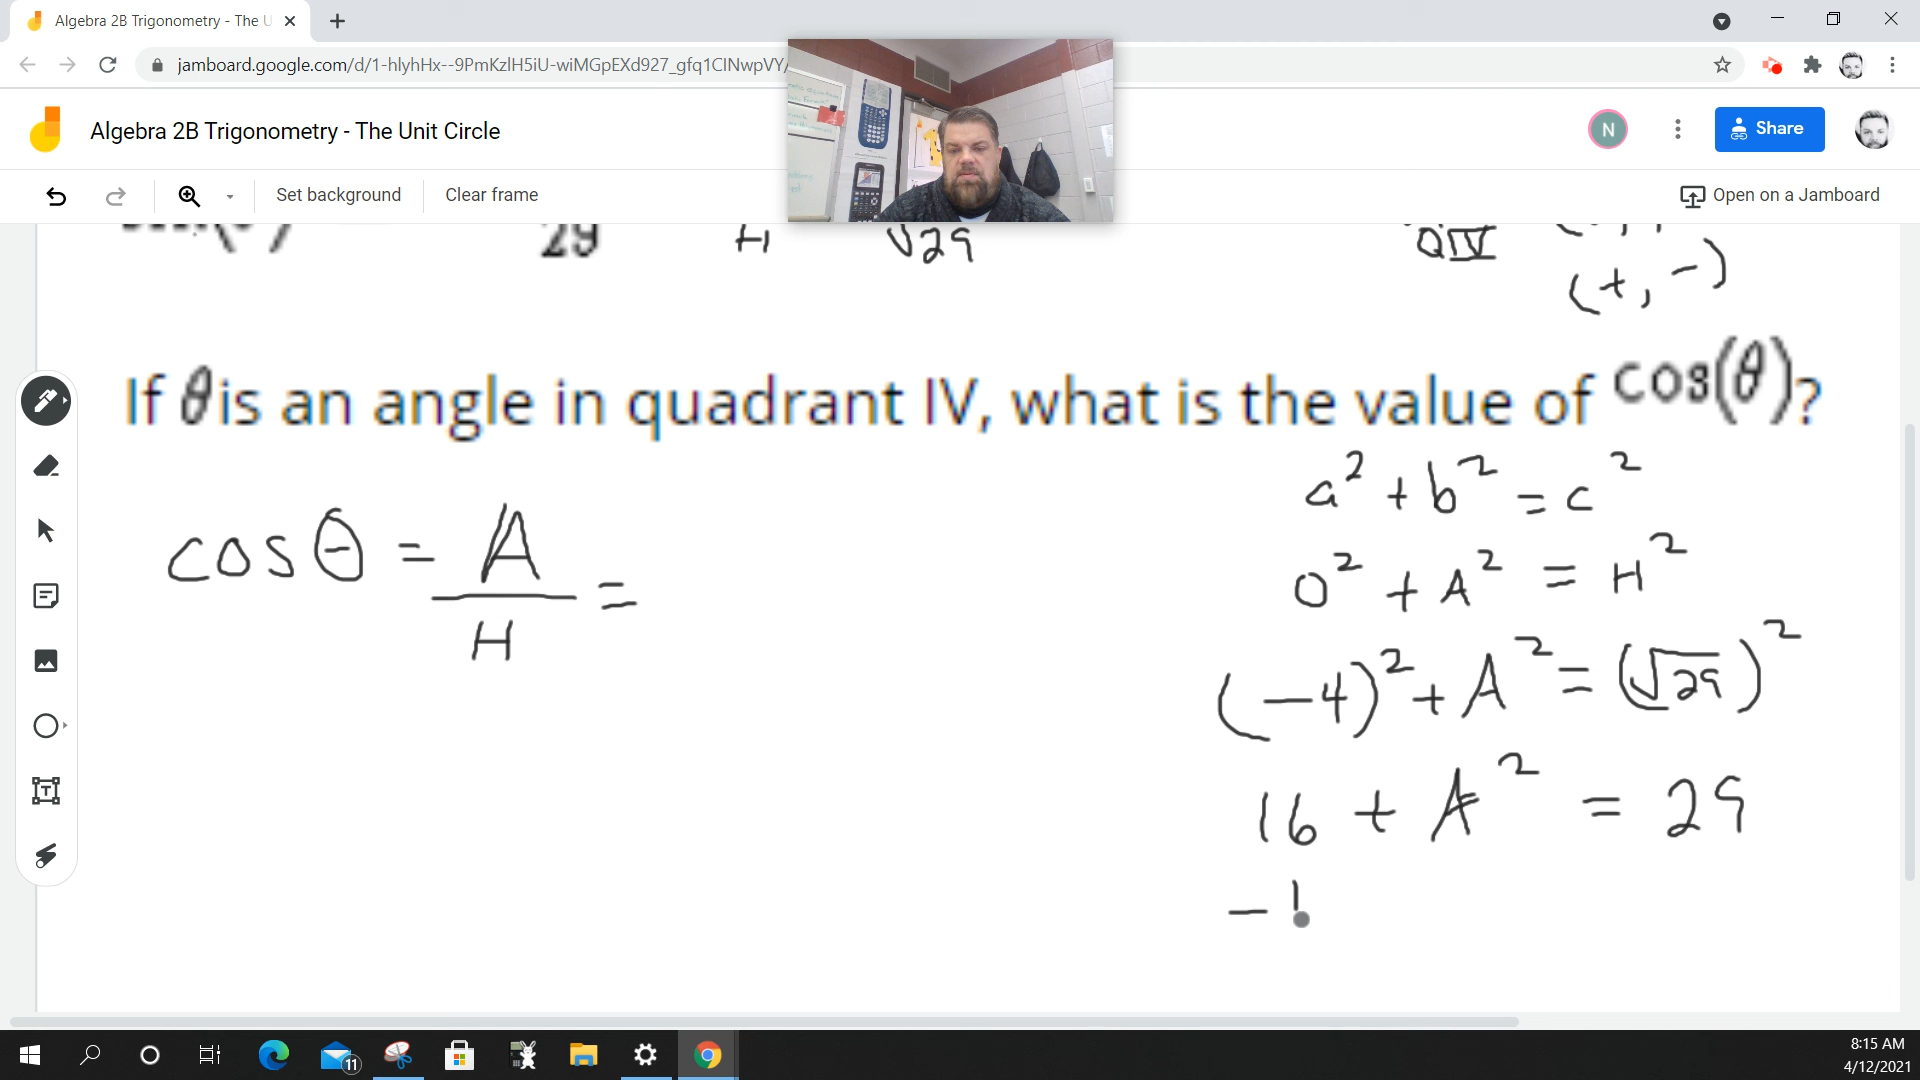 Algebra 2B Trigonometry - The U
jamboard.google.com/d/1-hlyhHx--9PmKzlH5iU-wiMGpEXd927_gfq1CINwpVY/
Algebra 2B Trigonometry - The Unit Circle
N
Share
Set background
Clear frame
Open on a Jamboard
29
H
√29
QIV
(+, -)
If θ is an angle in quadrant IV, what is the value of cos(θ)?
a² + b² = c²
cos θ = A/H =
O² + A² = H²
(-4)² + A² = (√29)²
16 + A² = 29
11
8:15 AM
4/12/2021